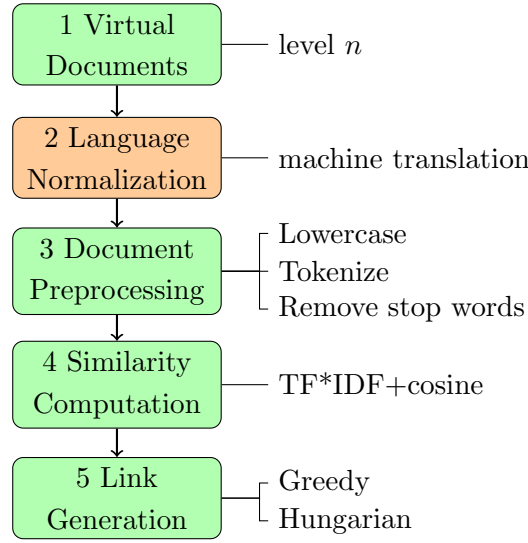 1 Virtual
Documents
level n
2 Language
Normalization
machine translation
3 Document
Preprocessing
Lowercase
Tokenize
Remove stop words
4 Similarity
Computation
TF*IDF+cosine
5 Link
Generation
Greedy
Hungarian